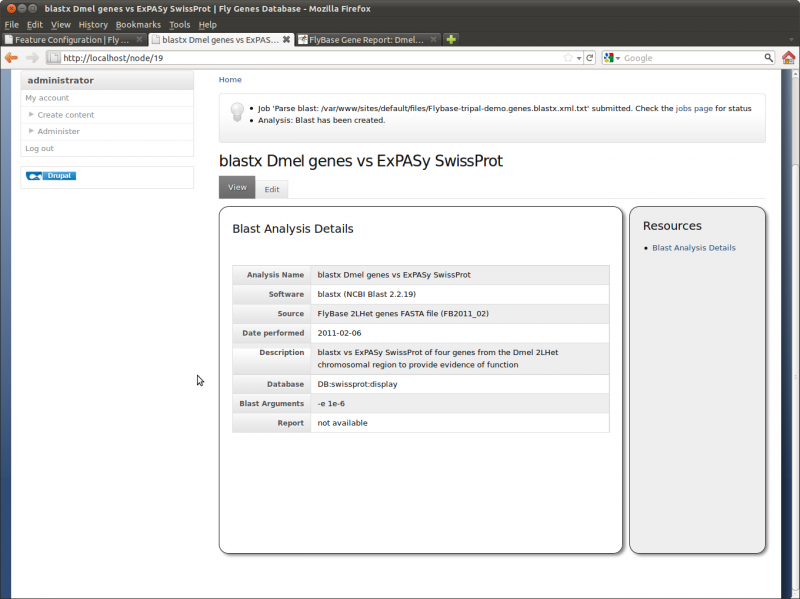 blastx Dmel genes vs ExPASy SwissProt | Fly Genes Database - Mozilla Firefox
File Edit View History Bookmarks Tools Help
Feature Configuration | Fly ... blastx Dmel genes vs ExPAS... FlyBase Gene Report: Dmel...
http://localhost/node/19 Google
administrator
My account
Create content
Administer
Log out
Drupal
Home
Job 'Parse blast: /var/www/sites/default/files/Flybase-tripal-demo.genes.blastx.xml.txt' submitted. Check the jobs page for status
Analysis: Blast has been created.
blastx Dmel genes vs ExPASy SwissProt
View Edit
Blast Analysis Details
Analysis Name blastx Dmel genes vs ExPASy SwissProt
Software blastx (NCBI Blast 2.2.19)
Source FlyBase 2LHet genes FASTA file (FB2011_02)
Date performed 2011-02-06
Description blastx vs ExPASy SwissProt of four genes from the Dmel 2LHet
chromosomal region to provide evidence of function
Database DB:swissprot:display
Blast Arguments -e 1e-6
Report not available
Resources
Blast Analysis Details